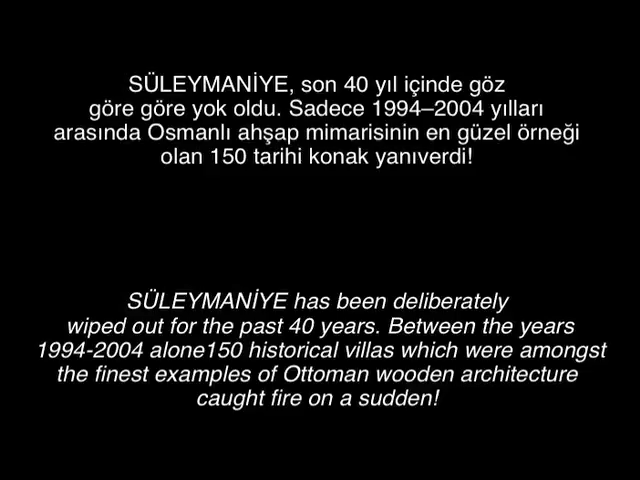 SÜLEYMANİYE, son 40 yıl içinde göz
göre göre yok oldu. Sadece 1994–2004 yılları
arasında Osmanlı ahşap mimarisinin en güzel örneği
olan 150 tarihi konak yanıverdi!
SÜLEYMANİYE has been deliberately
wiped out for the past 40 years. Between the years
1994-2004 alone150 historical villas which were amongst
the finest examples of Ottoman wooden architecture
caught fire on a sudden!